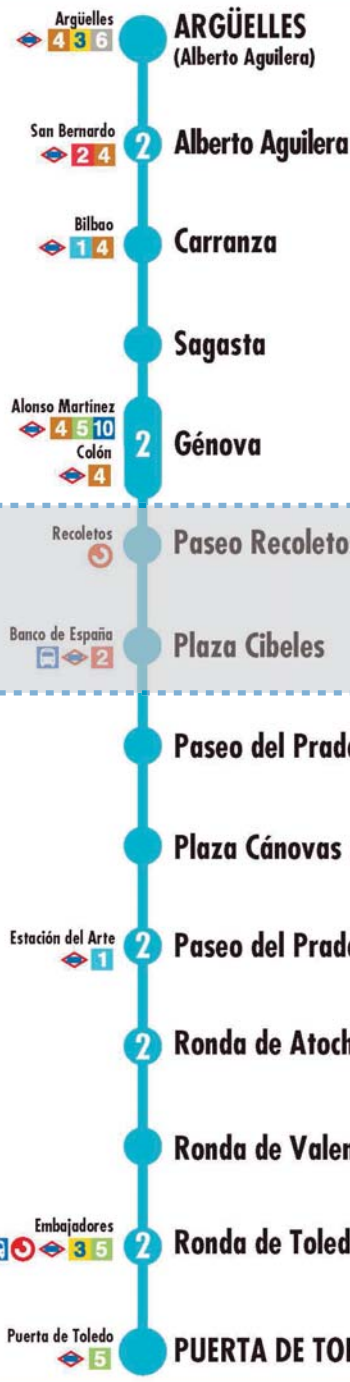 Argüelles
4 3 6
ARGÜELLES
(Alberto Aguilera)
San Bernardo
2 4
2
Alberto Aguilera
Bilbao
1 4
Carranza
Sagasta
Alonso Martínez
4 5 10
Colón
4
2
Génova
Recoletos
Paseo Recoleto
Banco de España
2
Plaza Cibeles
Paseo del Prad
Plaza Cánovas
Estación del Arte
1
2
Paseo del Prad
2
Ronda de Atoch
Ronda de Valen
Embajadores
3 5
2
Ronda de Toled
Puerta de Toledo
5
PUERTA DE TOL